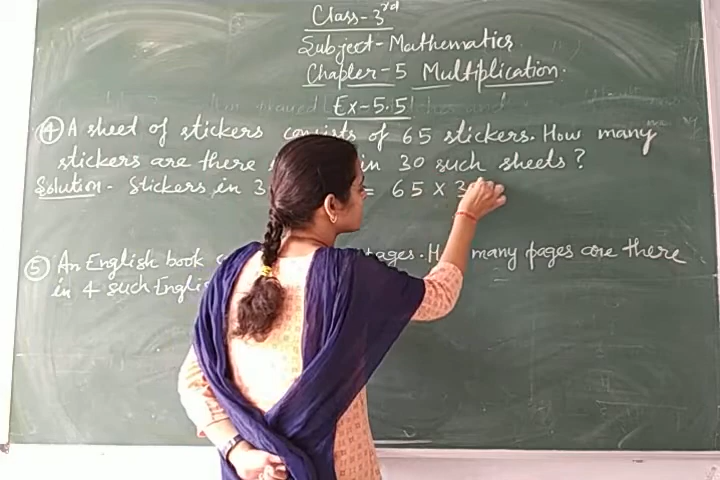 Class-3rd
Subject-Mathematics
Chapter-5 Multiplication.
Ex-5.5
④ A sheet of stickers consists of 65 stickers. How many
stickers are there in 30 such sheets?
Solution- Stickers in 3 = 65 × 3
⑤ An English book pages. many pages are there
in 4 such English